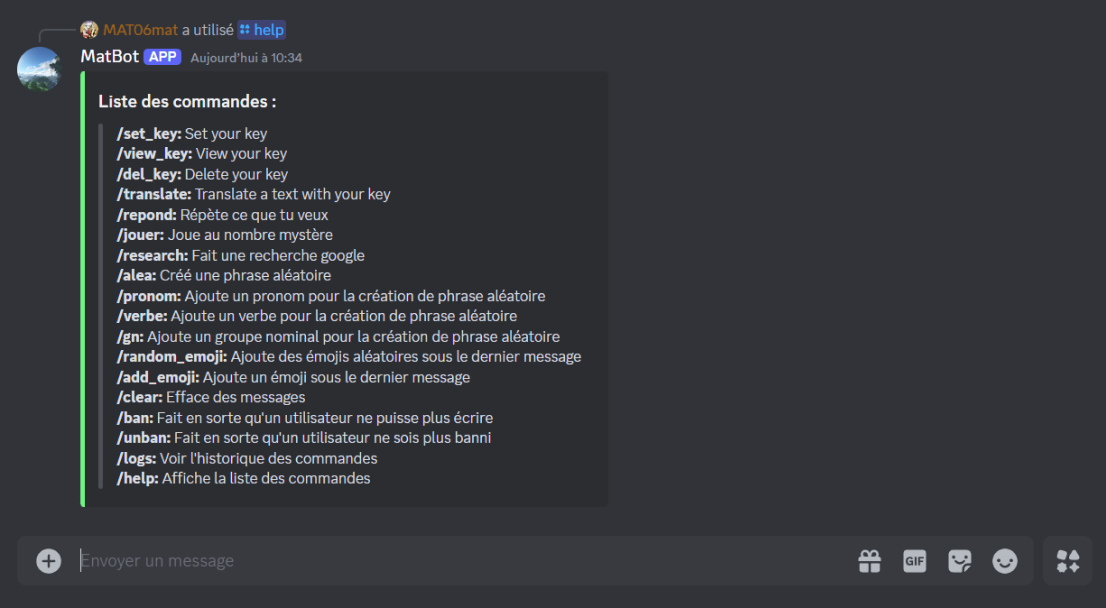 MAT06mat a utilisé help
MatBot APP Aujourd'hui à 10:34
Liste des commandes :
/set_key: Set your key
/view_key: View your key
/del_key: Delete your key
/translate: Translate a text with your key
/repond: Répète ce que tu veux
/jouer: Joue au nombre mystère
/research: Fait une recherche google
/alea: Créé une phrase aléatoire
/pronom: Ajoute un pronom pour la création de phrase aléatoire
/verbe: Ajoute un verbe pour la création de phrase aléatoire
/gn: Ajoute un groupe nominal pour la création de phrase aléatoire
/random_emoji: Ajoute des émojis aléatoires sous le dernier message
/add_emoji: Ajoute un émoji sous le dernier message
/clear: Efface des messages
/ban: Fait en sorte qu'un utilisateur ne puisse plus écrire
/unban: Fait en sorte qu'un utilisateur ne sois plus banni
/logs: Voir l'historique des commandes
/help: Affiche la liste des commandes
Envoyer un message GIF